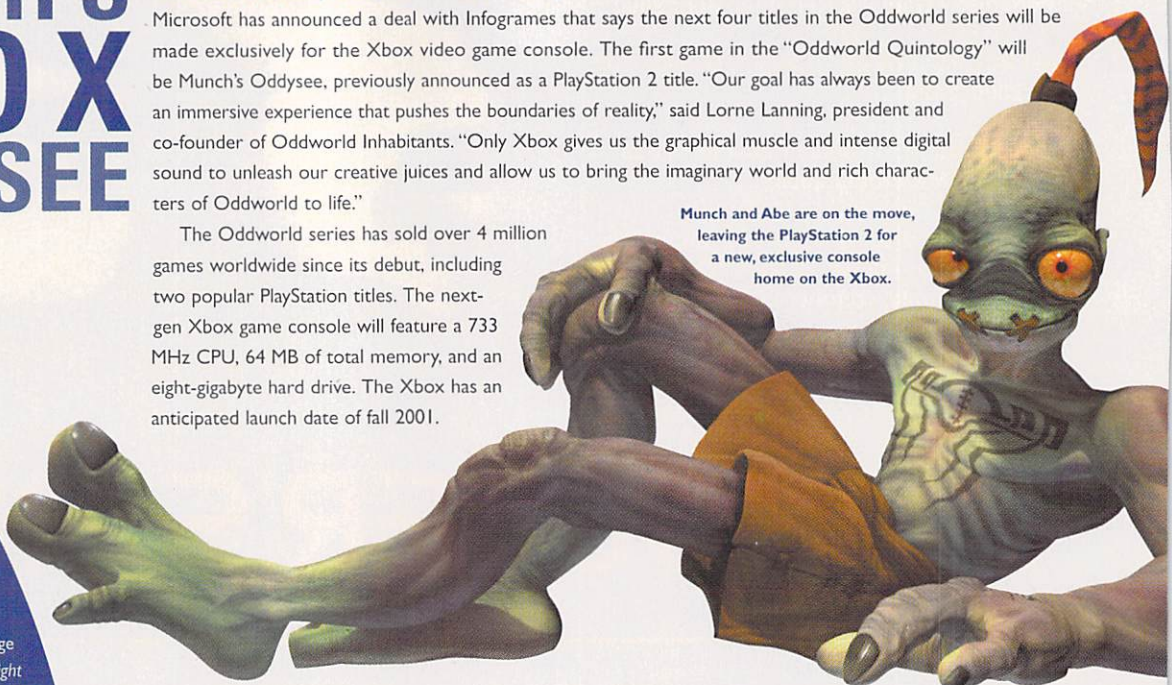 OX
SEE
Microsoft has announced a deal with Infogrames that says the next four titles in the Oddworld series will be
made exclusively for the Xbox video game console. The first game in the “Oddworld Quintology” will
be Munch’s Oddysee, previously announced as a PlayStation 2 title. “Our goal has always been to create
an immersive experience that pushes the boundaries of reality,” said Lorne Lanning, president and
co-founder of Oddworld Inhabitants. “Only Xbox gives us the graphical muscle and intense digital
sound to unleash our creative juices and allow us to bring the imaginary world and rich charac-
ters of Oddworld to life.”
The Oddworld series has sold over 4 million
games worldwide since its debut, including
two popular PlayStation titles. The next-
gen Xbox game console will feature a 733
MHz CPU, 64 MB of total memory, and an
eight-gigabyte hard drive. The Xbox has an
anticipated launch date of fall 2001.
Munch and Abe are on the move,
leaving the PlayStation 2 for
a new, exclusive console
home on the Xbox.